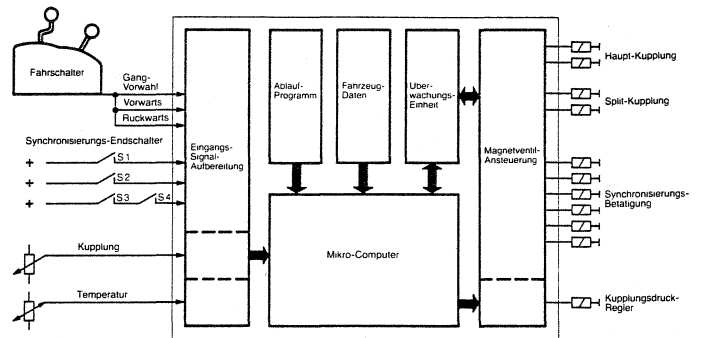 Fahrschalter
Gang-
Vorwahl
Vorwarts
Ruckwarts
Synchronisierungs-Endschalter
+ S1
+ S2
+ S3 S4
Kupplung
Temperatur
Eingangs-
Signal-
Aufbereitung
Ablauf-
Programm
Fahrzeug-
Daten
Uber-
wachungs-
Einheit
Mikro-Computer
Magnetventil-
Ansteuerung
Haupt-Kupplung
Split-Kupplung
Synchronisierungs-
Betatigung
Kupplungsdruck-
Regler